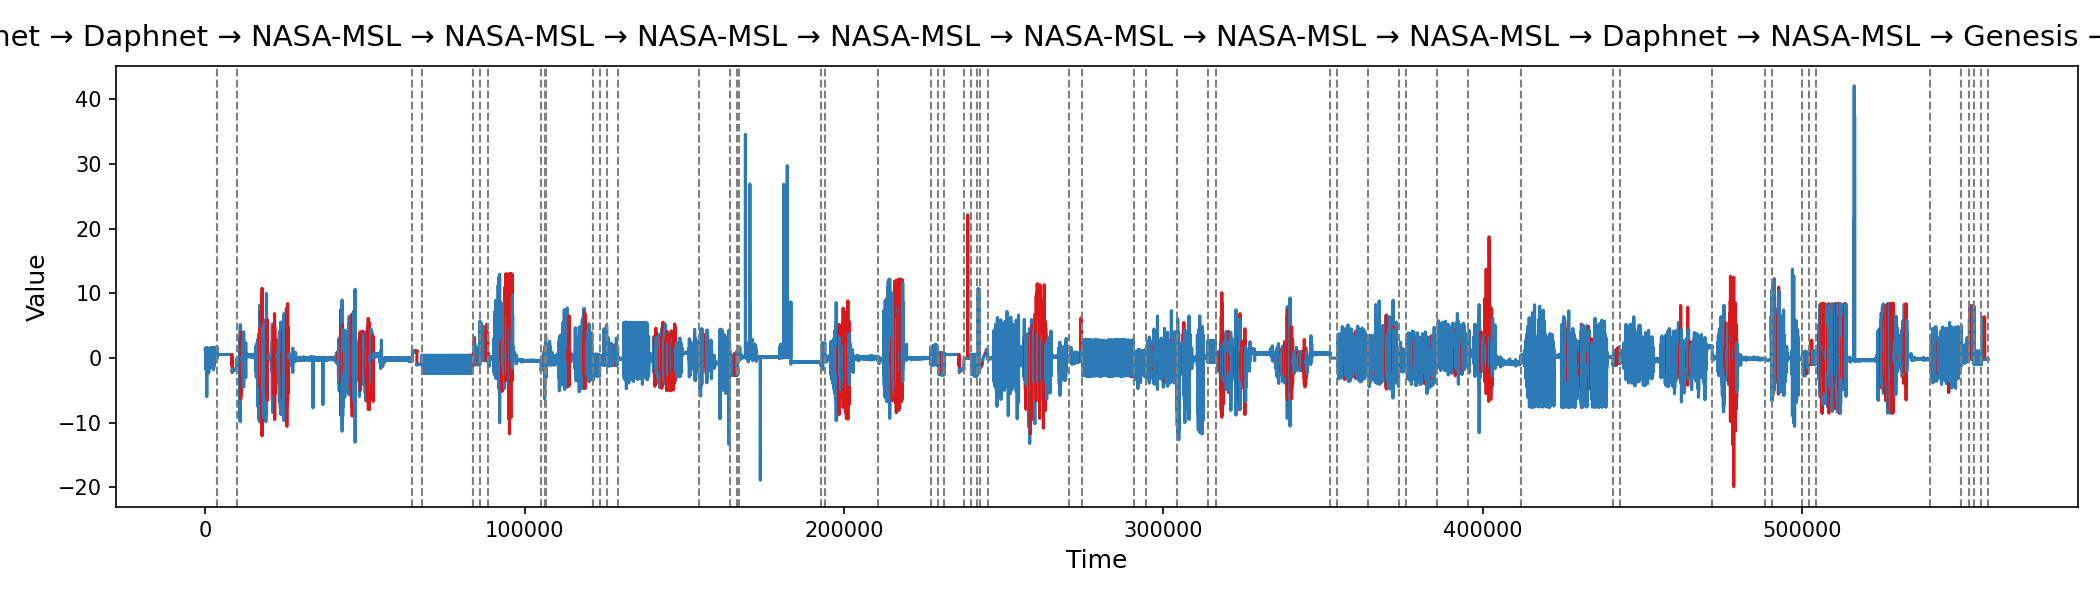 → Daphnet → NASA-MSL → NASA-MSL → NASA-MSL → NASA-MSL → NASA-MSL → NASA-MSL → NASA-MSL → Daphnet → NASA-MSL → Genesis
40
30
20
10
0
−10
−20
Value
0 100000 200000 300000 400000 500000
Time